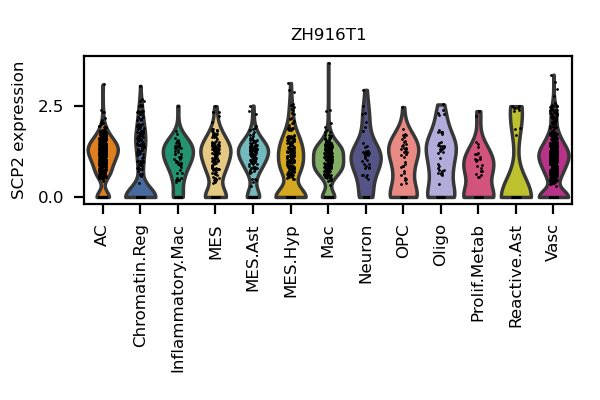 ZH916T1
SCP2 expression
2.5
0.0
AC
Chromatin.Reg
Inflammatory.Mac
MES
MES.Ast
MES.Hyp
Mac
Neuron
OPC
Oligo
Prolif.Metab
Reactive.Ast
Vasc